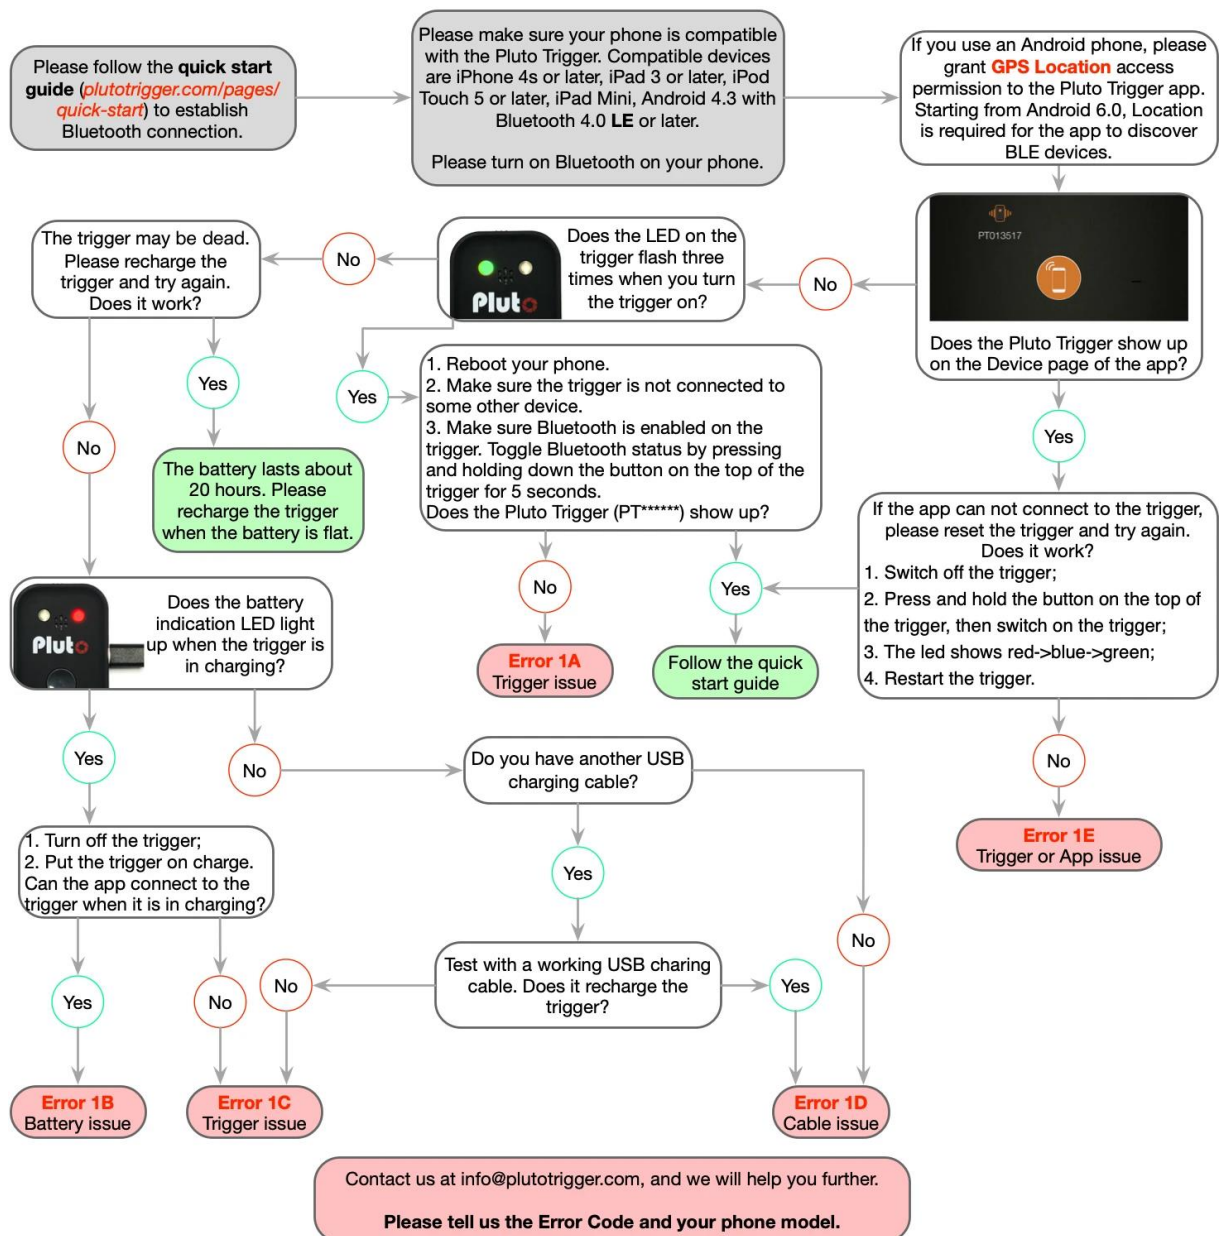 Please follow the quick start
guide (plutotrigger.com/pages/
quick-start) to establish
Bluetooth connection.
Please make sure your phone is compatible
with the Pluto Trigger. Compatible devices
are iPhone 4s or later, iPad 3 or later, iPod
Touch 5 or later, iPad Mini, Android 4.3 with
Bluetooth 4.0 LE or later.
Please turn on Bluetooth on your phone.
If you use an Android phone, please
grant GPS Location access
permission to the Pluto Trigger app.
Starting from Android 6.0, Location
is required for the app to discover
BLE devices.
PT013517
Does the Pluto Trigger show up
on the Device page of the app?
No
Pluto
Does the LED on the
trigger flash three
times when you turn
the trigger on?
No
The trigger may be dead.
Please recharge the
trigger and try again.
Does it work?
Yes
The battery lasts about
20 hours. Please
recharge the trigger
when the battery is flat.
No
Yes
1. Reboot your phone.
2. Make sure the trigger is not connected to
some other device.
3. Make sure Bluetooth is enabled on the
trigger. Toggle Bluetooth status by pressing
and holding down the button on the top of the
trigger for 5 seconds.
Does the Pluto Trigger (PT******) show up?
Yes
If the app can not connect to the trigger,
please reset the trigger and try again.
Does it work?
1. Switch off the trigger;
2. Press and hold the button on the top of
the trigger, then switch on the trigger;
3. The led shows red->blue->green;
4. Restart the trigger.
No
Error 1A
Trigger issue
Yes
Follow the quick
start guide
No
Error 1E
Trigger or App issue
Pluto
Does the battery
indication LED light
up when the trigger is
in charging?
Yes
No
Do you have another USB
charging cable?
1. Turn off the trigger;
2. Put the trigger on charge.
Can the app connect to the
trigger when it is in charging?
Yes
No
Yes
No
No
Test with a working USB charing
cable. Does it recharge the
trigger?
Yes
Error 1B
Battery issue
Error 1C
Trigger issue
Error 1D
Cable issue
Contact us at info@plutotrigger.com, and we will help you further.
Please tell us the Error Code and your phone model.